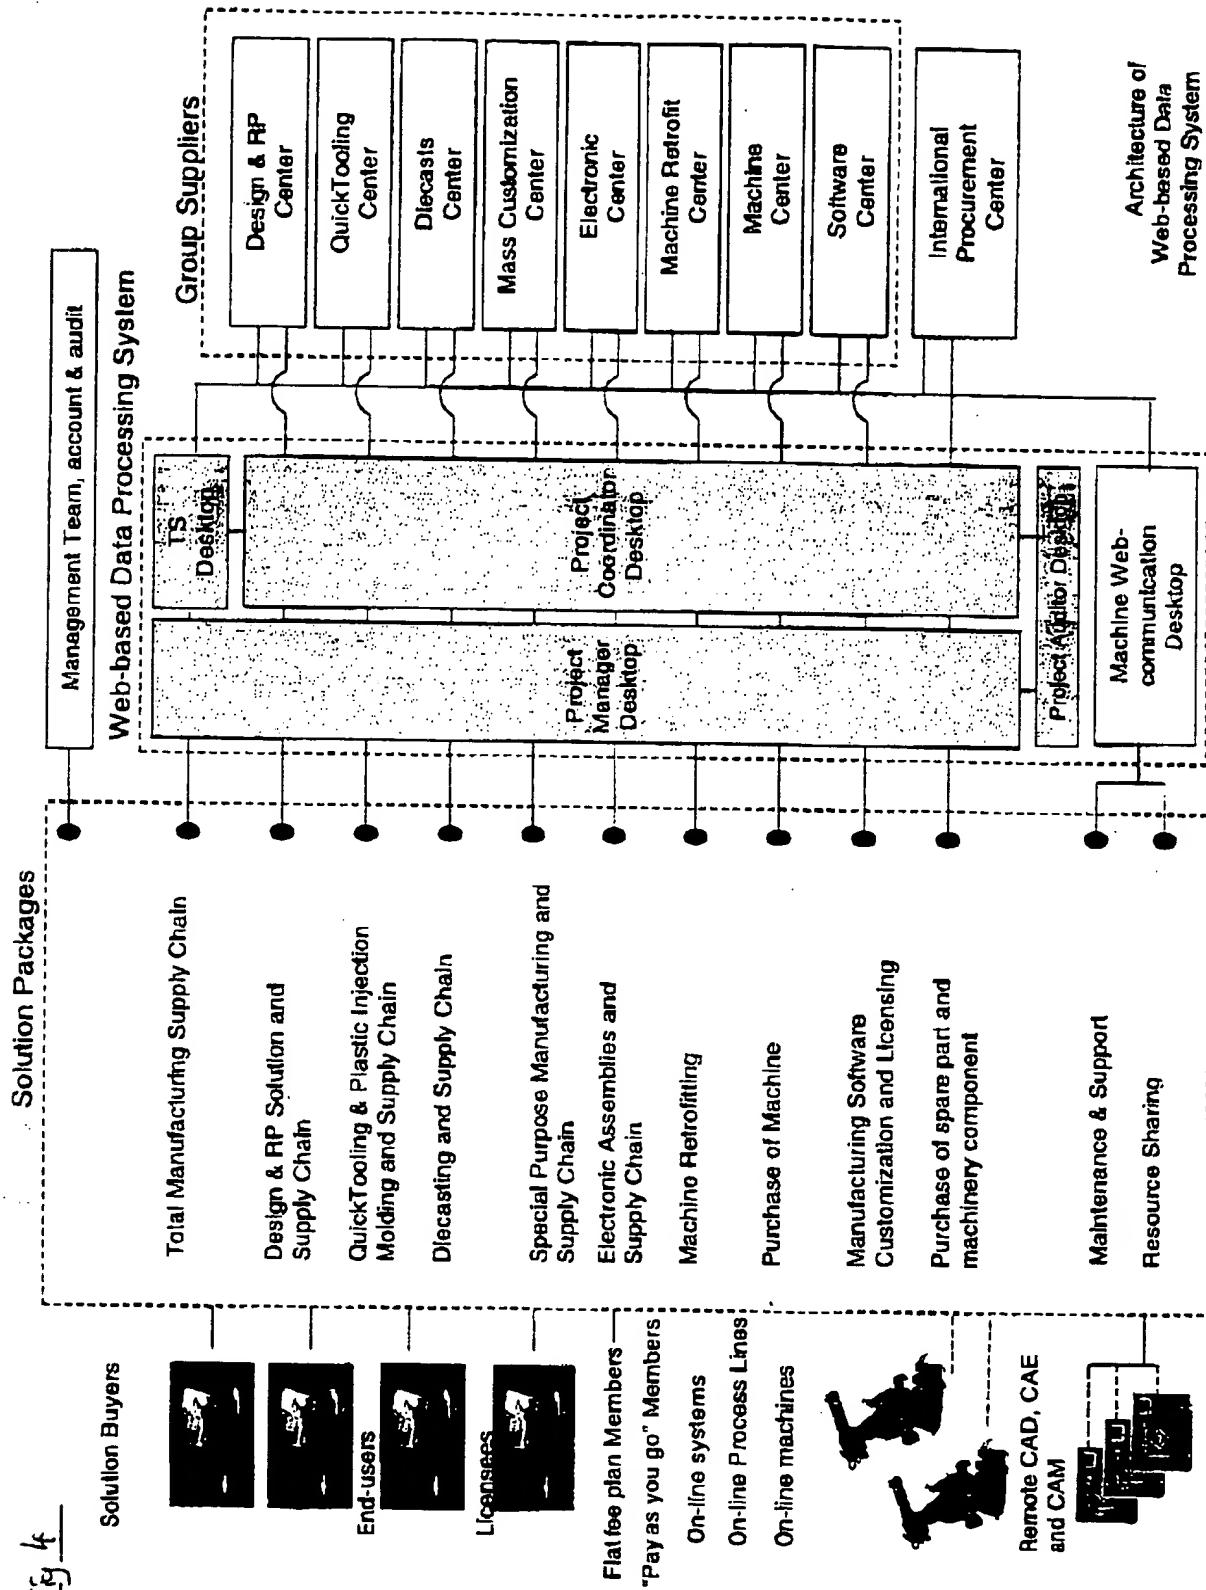 Fig 4
Solution Buyers
End-users
Licensees
Flat fee plan Members
"Pay as you go" Members
On-line systems
On-line Process Lines
On-line machines
Remote CAD, CAE
and CAM
Solution Packages
Total Manufacturing Supply Chain
Design & RP Solution and
Supply Chain
QuickTooling & Plastic Injection
Molding and Supply Chain
Diecasting and Supply Chain
Special Purpose Manufacturing and
Supply Chain
Electronic Assemblies and
Supply Chain
Machine Retrofitting
Purchase of Machine
Manufacturing Software
Customization and Licensing
Purchase of spare part and
machinery component
Maintenance & Support
Resource Sharing
Management Team, account & audit
Web-based Data Processing System
Project
Manager
Desktop
TS
Desktop
Project
Coordinator
Desktop
Project Auditor Desktop
Machine Web-
communication
Desktop
Group Suppliers
Design & RP
Center
QuickTooling
Center
Diecasts
Center
Mass Customization
Center
Electronic
Center
Machine Retrofit
Center
Machine
Center
Software
Center
International
Procurement
Center
Architecture of
Web-based Data
Processing System